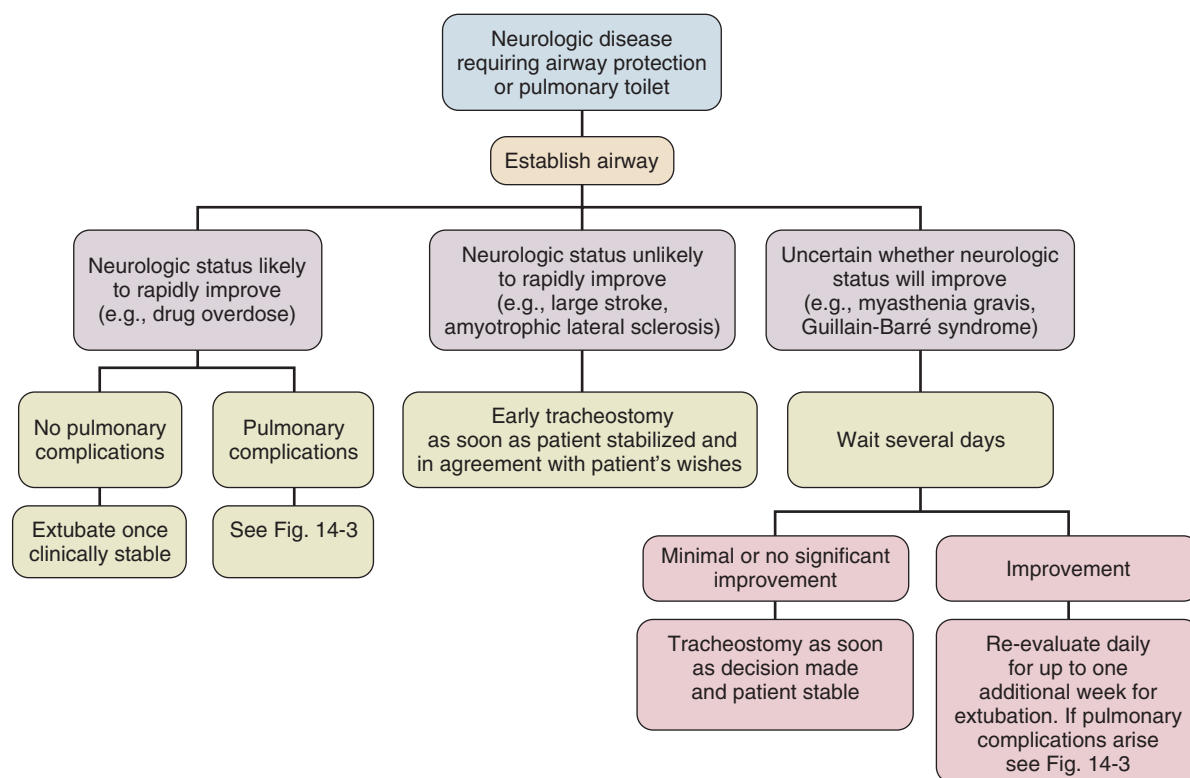 Neurologic disease
requiring airway protection
or pulmonary toilet
Establish airway
Neurologic status likely
to rapidly improve
(e.g., drug overdose)
Neurologic status unlikely
to rapidly improve
(e.g., large stroke,
amyotrophic lateral sclerosis)
Uncertain whether neurologic
status will improve
(e.g., myasthenia gravis,
Guillain-Barré syndrome)
No pulmonary
complications
Pulmonary
complications
Early tracheostomy
as soon as patient stabilized and
in agreement with patient’s wishes
Wait several days
Extubate once
clinically stable
See Fig. 14-3
Minimal or no significant
improvement
Improvement
Tracheostomy as soon
as decision made
and patient stable
Re-evaluate daily
for up to one
additional week for
extubation. If pulmonary
complications arise
see Fig. 14-3